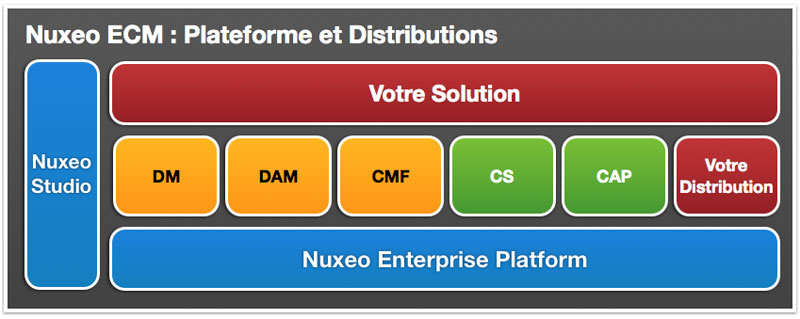 Nuxeo ECM : Plateforme et Distributions
Nuxeo
Studio
Votre Solution
DM
DAM
CMF
CS
CAP
Votre
Distribution
Nuxeo Enterprise Platform